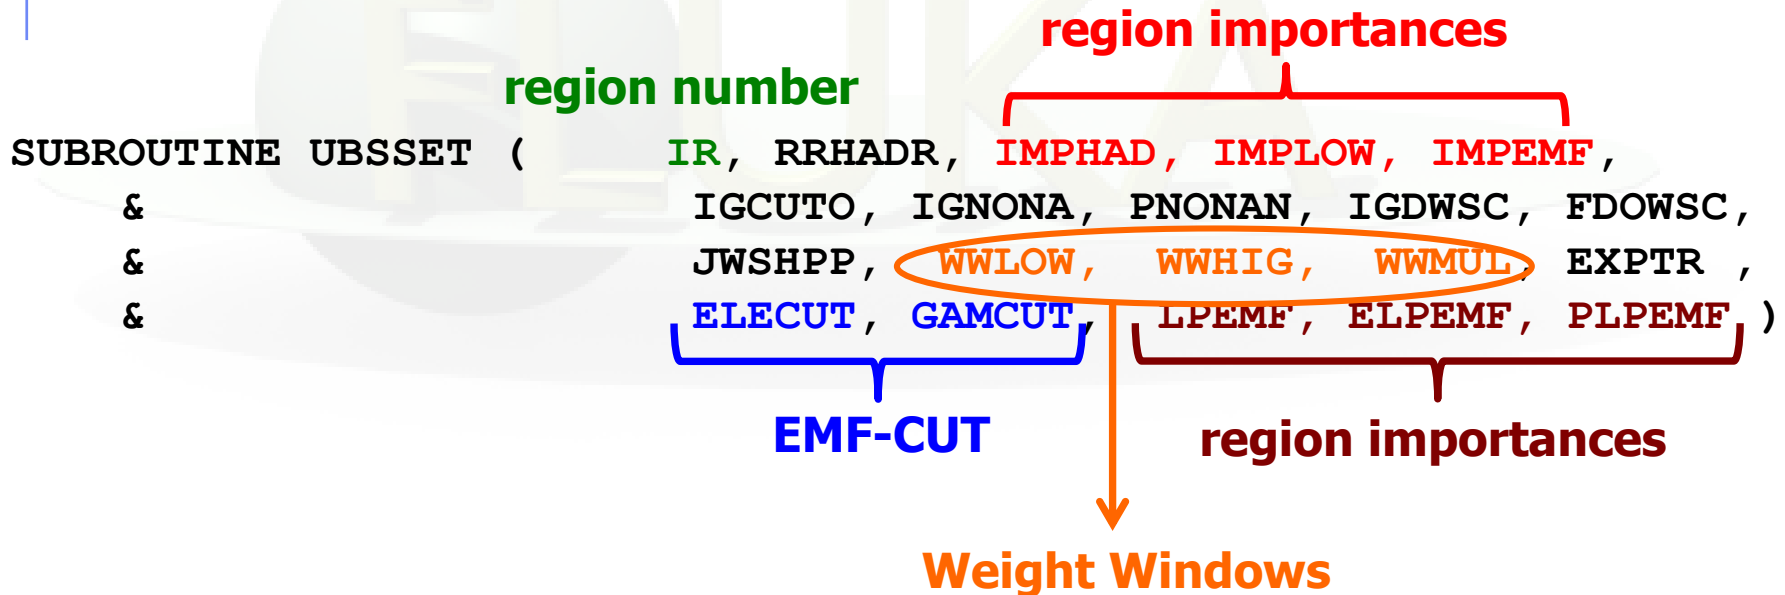 region importances
region number
SUBROUTINE UBSSET ( IR, RRHADR, IMPHAD, IMPLOW, IMPEMF,
& IGCUTO, IGNONA, PNONAN, IGDWSC, FDOWSC,
& JWSHPP, WWLOW, WWHIG, WWMUL, EXPTR ,
& ELECUT, GAMCUT, LPEMF, ELPEMF, PLPEMF )
EMF-CUT
region importances
Weight Windows
FLUKA